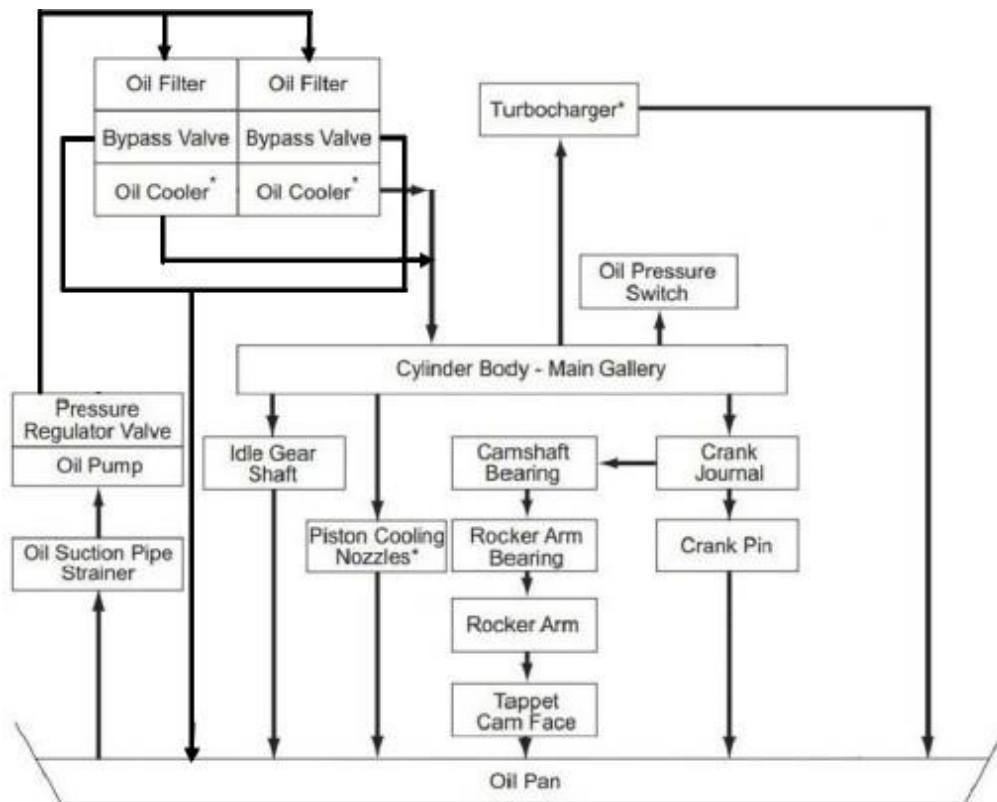 Oil Filter
Oil Filter
Bypass Valve
Bypass Valve
Oil Cooler*
Oil Cooler*
Turbocharger*
Oil Pressure
Switch
Cylinder Body - Main Gallery
Pressure
Regulator Valve
Oil Pump
Oil Suction Pipe
Strainer
Idle Gear
Shaft
Piston Cooling
Nozzles*
Camshaft
Bearing
Rocker Arm
Bearing
Rocker Arm
Tappet
Cam Face
Crank
Journal
Crank Pin
Oil Pan